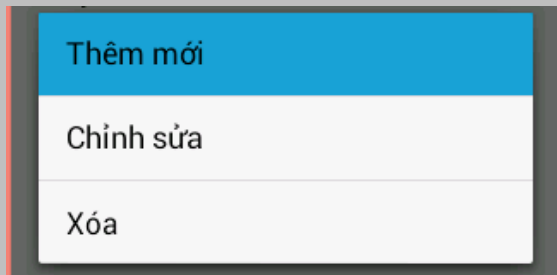 Thêm mới
Chỉnh sửa
Xóa